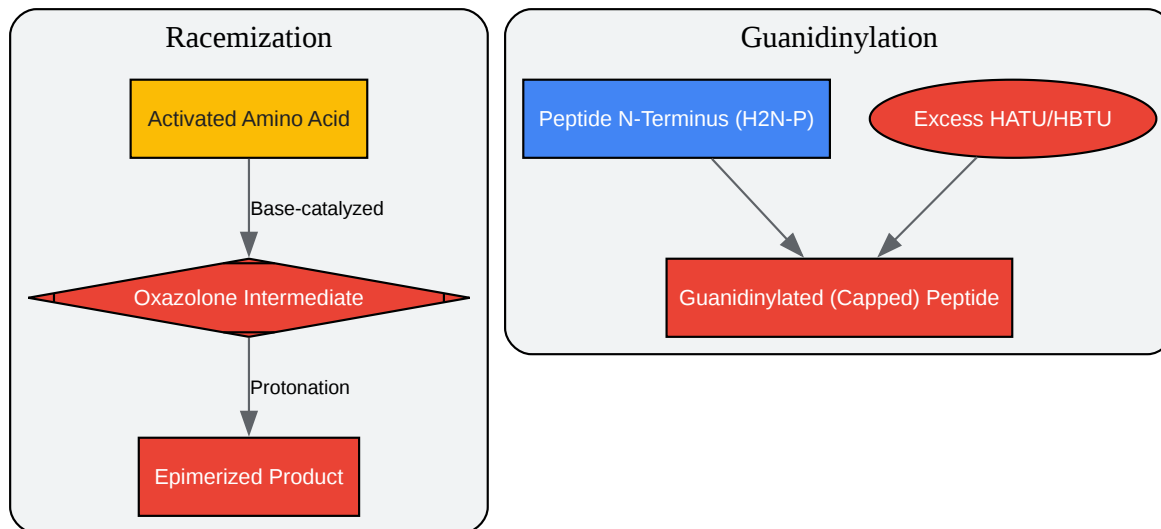 Racemization
Activated Amino Acid
Base-catalyzed
Oxazolone Intermediate
Protonation
Epimerized Product
Guanidinylation
Peptide N-Terminus (H2N-P)
Excess HATU/HBTU
Guanidinylated (Capped) Peptide